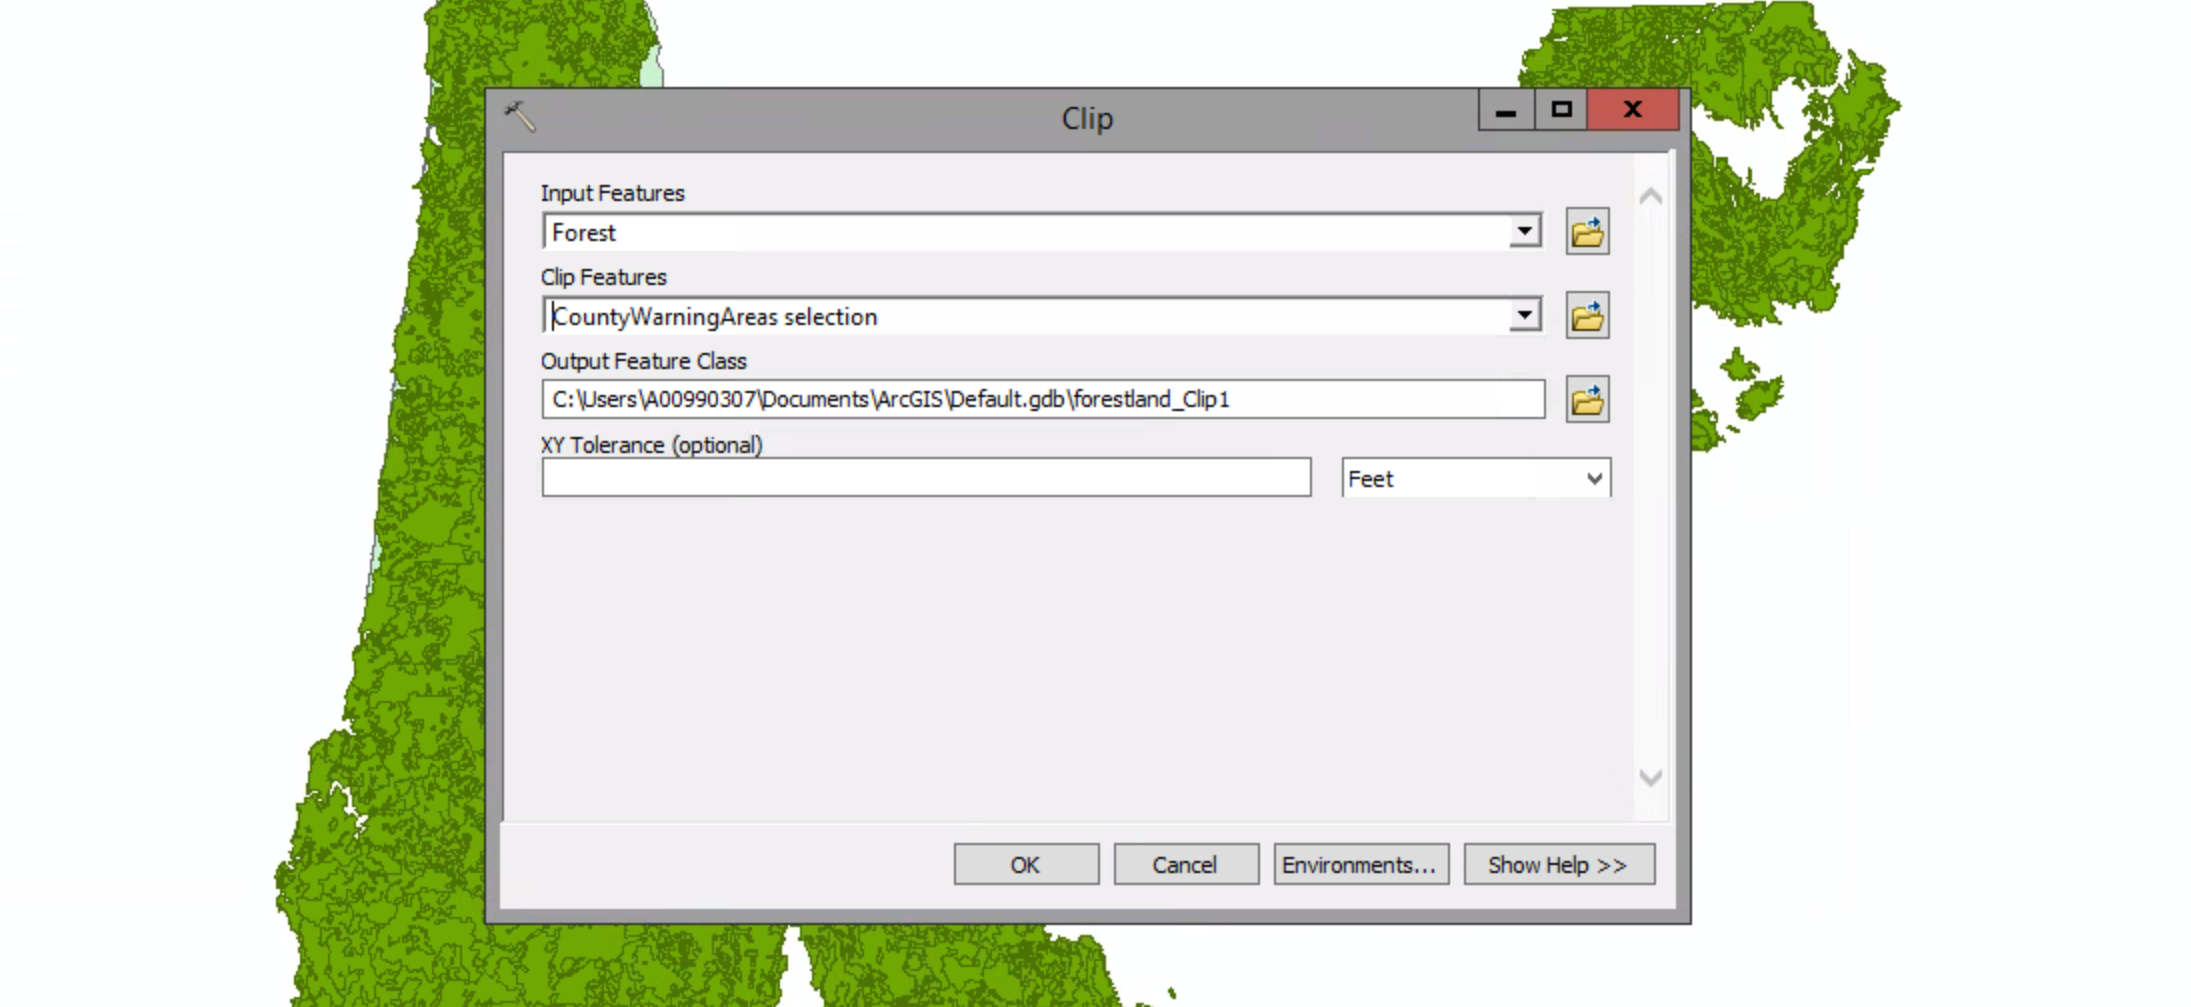 Clip
X
Input Features
Forest
Clip Features
CountyWarningAreas selection
Output Feature Class
C:\Users\A00990307\Documents\ArcGIS\Default.gdb\forestland_Clip1
XY Tolerance (optional)
Feet
OK Cancel Environments... Show Help >>